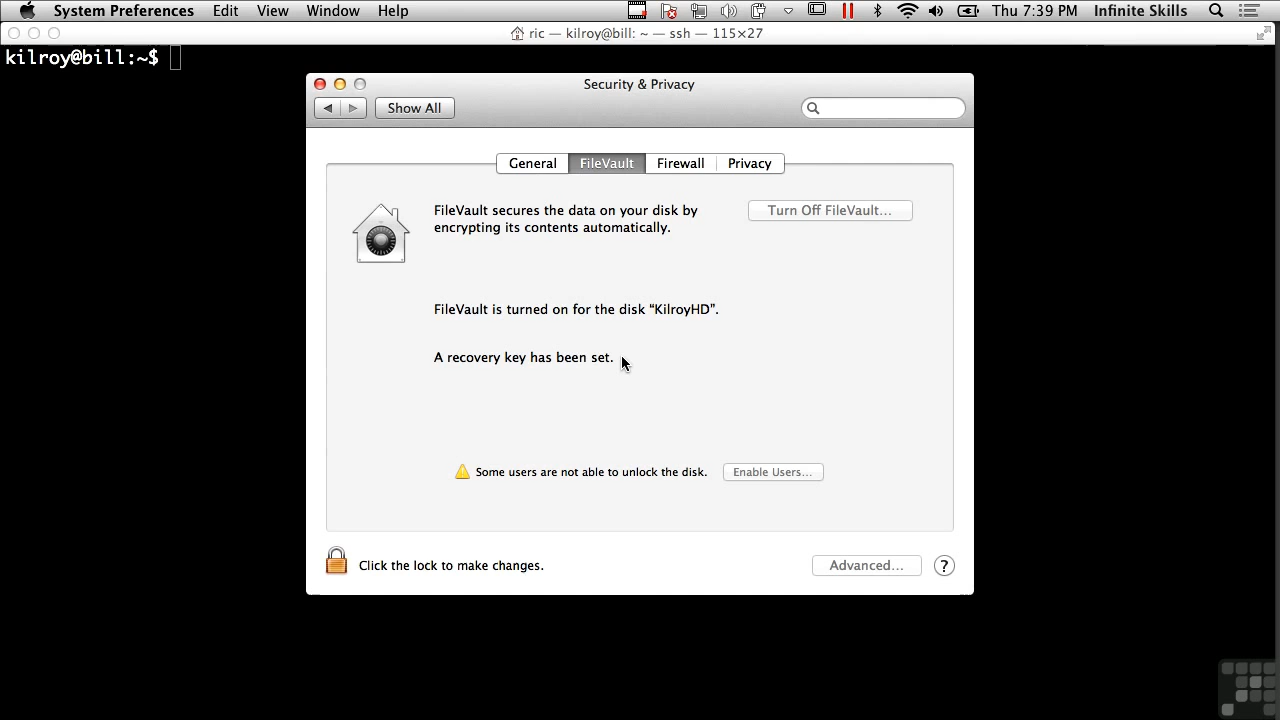 System Preferences Edit View Window Help Thu 7:39 PM Infinite Skills
ric — kilroy@bill: ~ — ssh — 115×27
kilroy@bill:~$
Security & Privacy
Show All
General FileVault Firewall Privacy
FileVault secures the data on your disk by
encrypting its contents automatically.
Turn Off FileVault...
FileVault is turned on for the disk “KilroyHD”.
A recovery key has been set.
Some users are not able to unlock the disk. Enable Users...
Click the lock to make changes. Advanced... ?